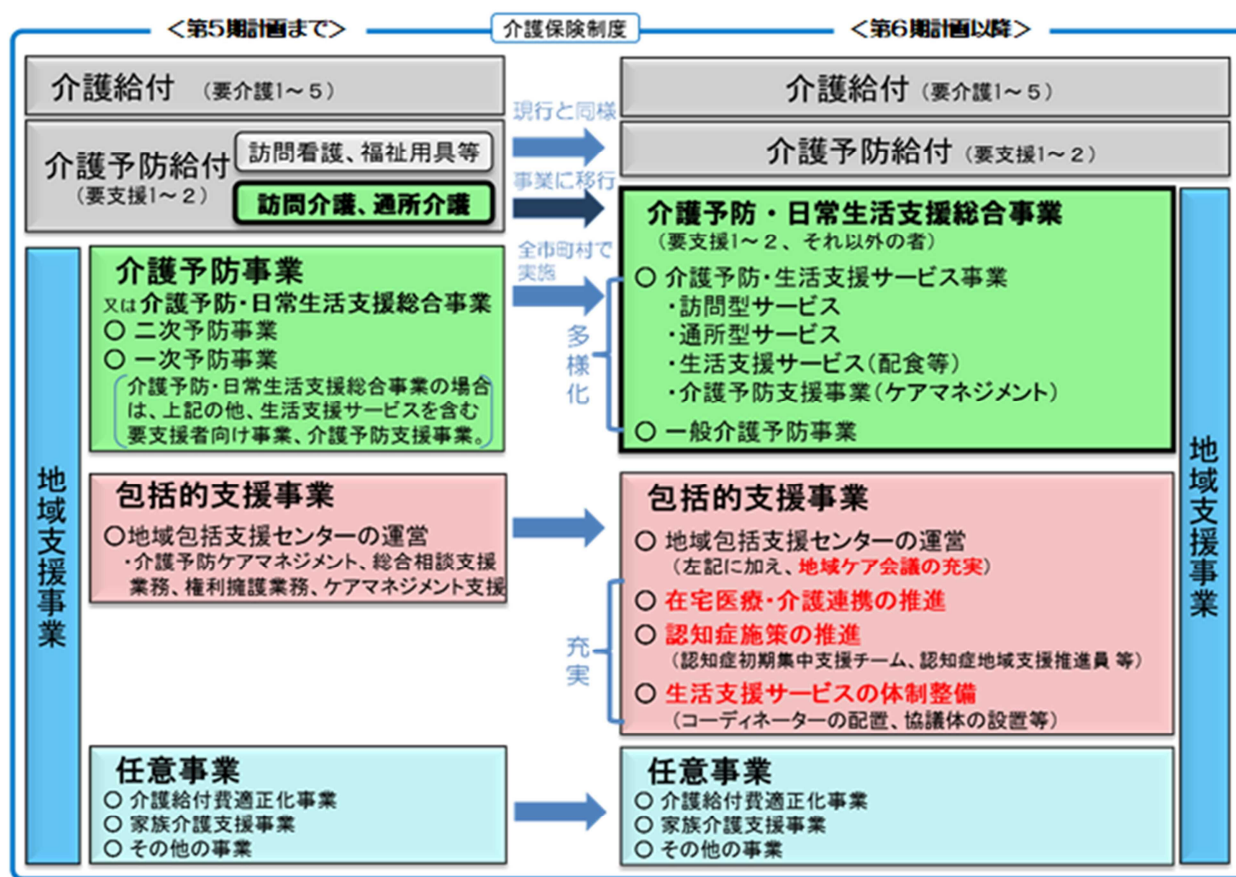 ＜第５期計画まで＞
介護保険制度
＜第６期計画以降＞
介護給付 （要介護１～５）
介護予防給付
（要支援１～２）
訪問看護、福祉用具等
訪問介護、通所介護
地域支援事業
介護予防事業
又は介護予防・日常生活支援総合事業
○ 二次予防事業
○ 一次予防事業
介護予防・日常生活支援総合事業の場合
は、上記の他、生活支援サービスを含む
要支援者向け事業、介護予防支援事業。
包括的支援事業
○地域包括支援センターの運営
・介護予防ケアマネジメント、総合相談支援
業務、権利擁護業務、ケアマネジメント支援
任意事業
○ 介護給付費適正化事業
○ 家族介護支援事業
○ その他の事業
現行と同様
事業に移行
全市町村で
実施
多様化
充実
介護給付 （要介護１～５）
介護予防給付 （要支援１～２）
介護予防・日常生活支援総合事業
（要支援１～２、それ以外の者）
○ 介護予防・生活支援サービス事業
・訪問型サービス
・通所型サービス
・生活支援サービス（配食等）
・介護予防支援事業（ケアマネジメント）
○ 一般介護予防事業
包括的支援事業
○ 地域包括支援センターの運営
（左記に加え、地域ケア会議の充実）
○ 在宅医療・介護連携の推進
○ 認知症施策の推進
（認知症初期集中支援チーム、認知症地域支援推進員 等）
○ 生活支援サービスの体制整備
（コーディネーターの配置、協議体の設置等）
任意事業
○ 介護給付費適正化事業
○ 家族介護支援事業
○ その他の事業
地域支援事業